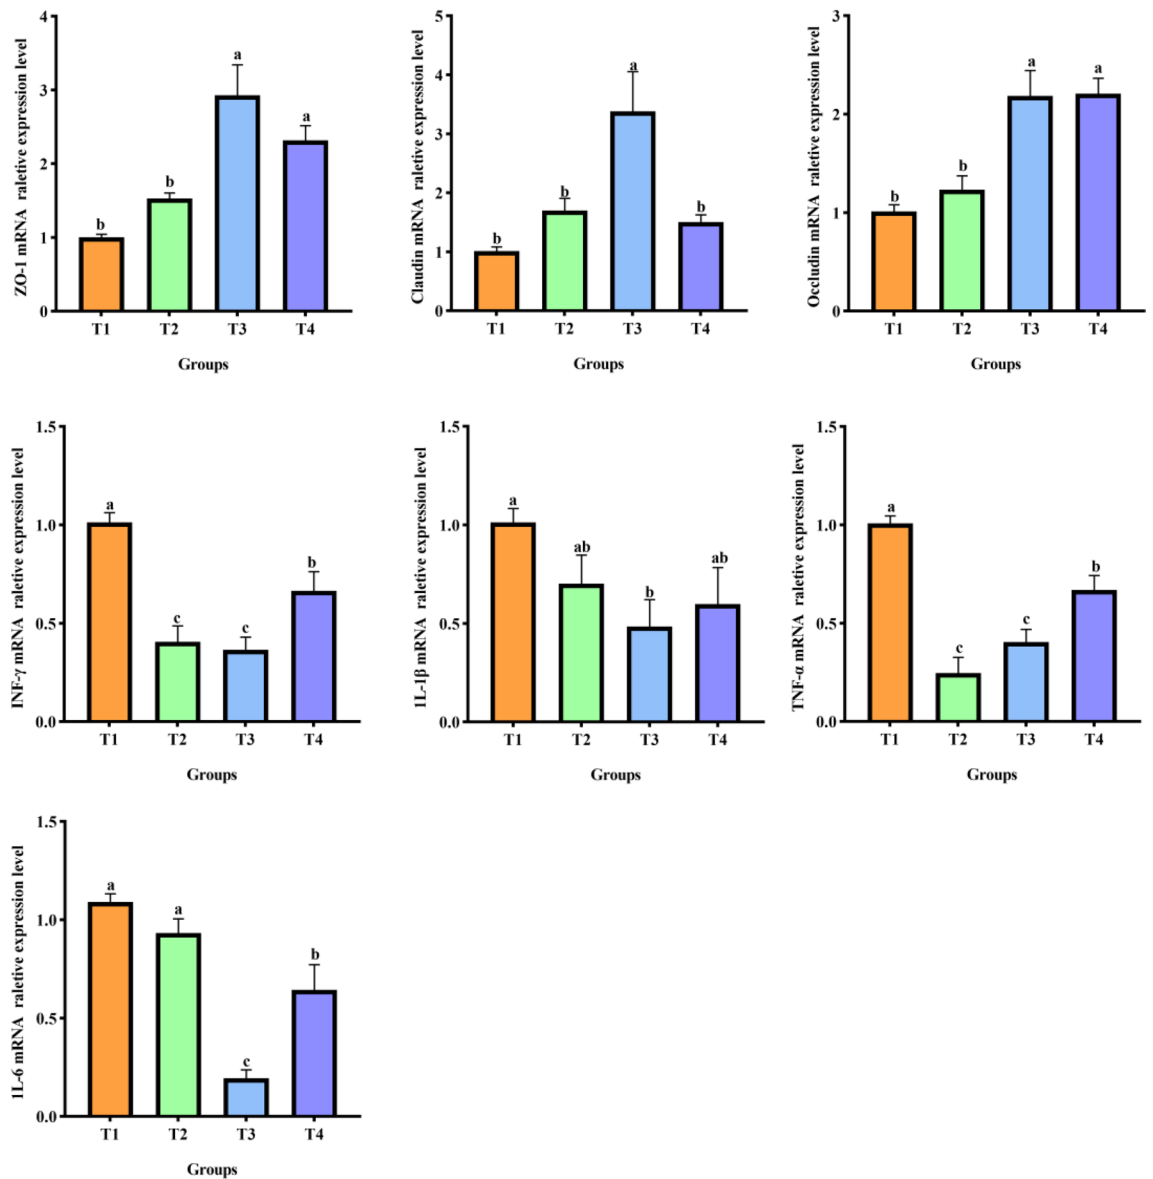 ZO-1 mRNA raletive expression level
4
3
2
1
0
b
b
a
a
T1 T2 T3 T4
Groups
Claudin mRNA raletive expression level
5
4
3
2
1
0
b
b
a
b
T1 T2 T3 T4
Groups
Occludin mRNA raletive expression level
3
2
1
0
b
b
a
a
T1 T2 T3 T4
Groups
INF-γ mRNA raletive expression level
1.5
1.0
0.5
0.0
a
c
c
b
T1 T2 T3 T4
Groups
1L-1β mRNA raletive expression level
1.5
1.0
0.5
0.0
a
ab
b
ab
T1 T2 T3 T4
Groups
TNF-α mRNA raletive expression level
1.5
1.0
0.5
0.0
a
c
c
b
T1 T2 T3 T4
Groups
1L-6 mRNA raletive expression level
1.5
1.0
0.5
0.0
a
a
c
b
T1 T2 T3 T4
Groups